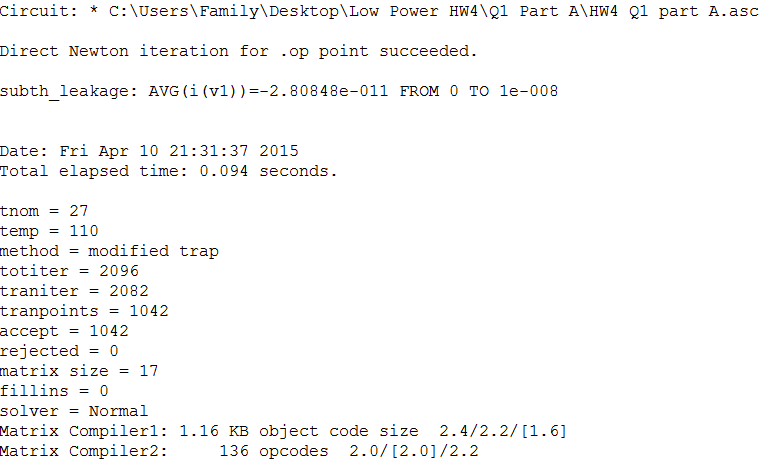 Circuit: * C:\Users\Family\Desktop\Low Power HW4\Q1 Part A\HW4 Q1 part A.asc
Direct Newton iteration for .op point succeeded.
subth_leakage: AVG(i(v1))=-2.80848e-011 FROM 0 TO 1e-008
Date: Fri Apr 10 21:31:37 2015
Total elapsed time: 0.094 seconds.
tnom = 27
temp = 110
method = modified trap
totiter = 2096
traniter = 2082
tranpoints = 1042
accept = 1042
rejected = 0
matrix size = 17
fillins = 0
solver = Normal
Matrix Compiler1: 1.16 KB object code size  2.4/2.2/[1.6]
Matrix Compiler2:     136 opcodes  2.0/[2.0]/2.2